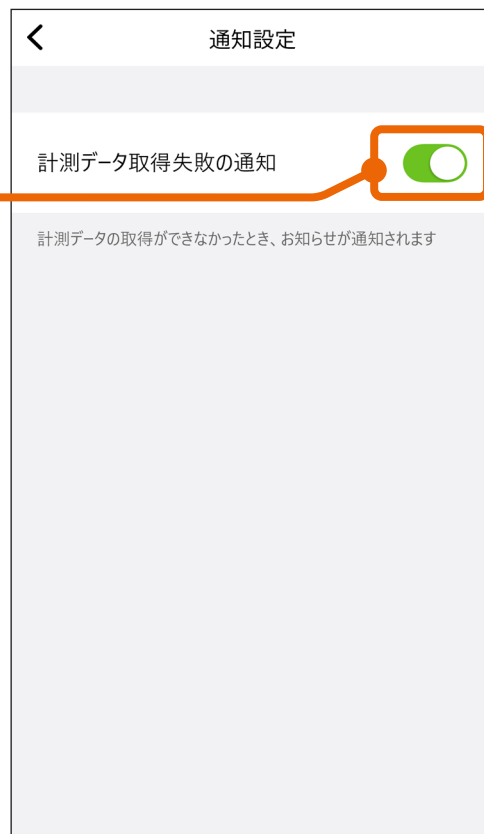 通知設定
計測データ取得失敗の通知
計測データの取得ができなかったとき、お知らせが通知されます